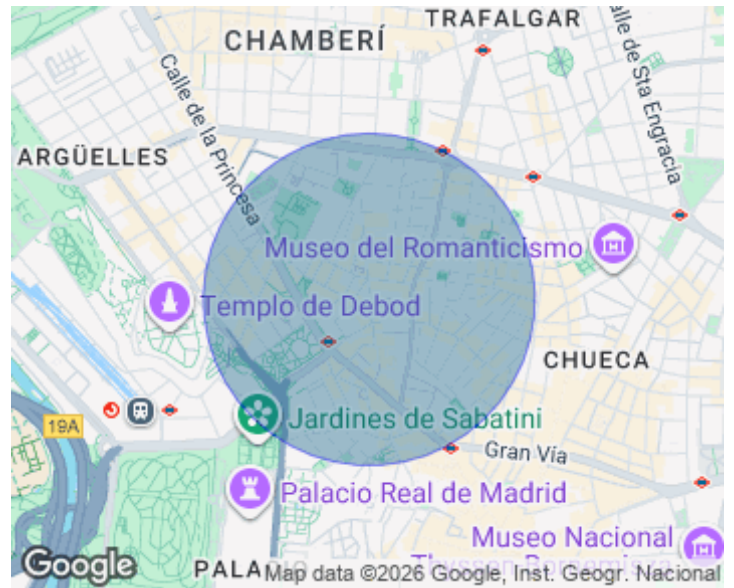 TRAFALGAR
CHAMBERÍ
Calle de Sta Engracia
Calle de la Princesa
ARGÜELLES
Museo del Romanticismo
Templo de Debod
CHUECA
Jardines de Sabatini
19A
Gran Vía
Palacio Real de Madrid
Museo Nacional
Google
Map data ©2026 Google, Inst. Geogr. Nacional